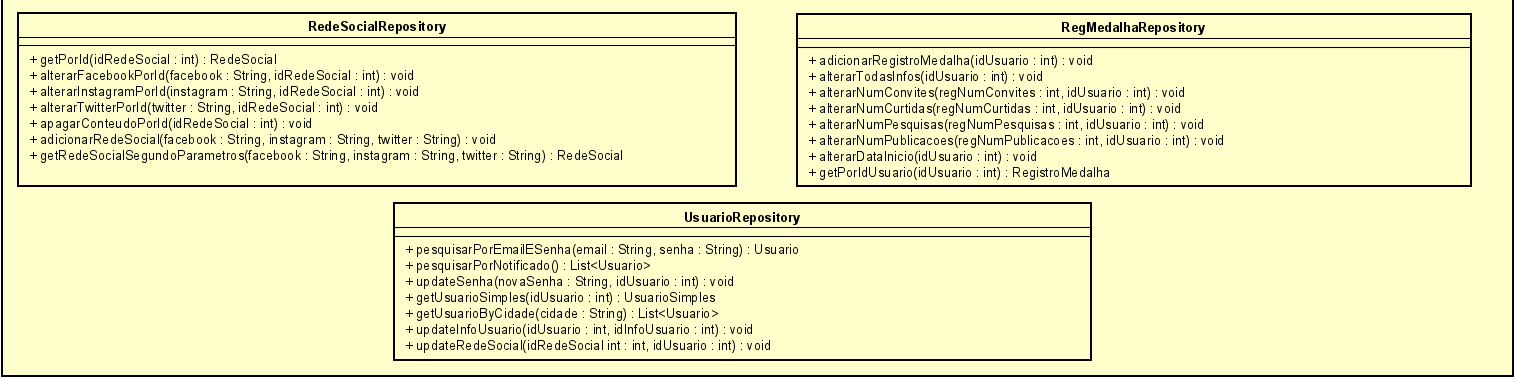 RedeSocialRepository
+ getPorId(idRedeSocial : int) : RedeSocial
+ alterarFacebookPorId(facebook : String, idRedeSocial : int) : void
+ alterarInstagramPorId(instagram : String, idRedeSocial : int) : void
+ alterarTwitterPorId(twitter : String, idRedeSocial : int) : void
+ apagarConteudoPorId(idRedeSocial : int) : void
+ adicionarRedeSocial(facebook : String, instagram : String, twitter : String) : void
+ getRedeSocialSegundoParametros(facebook : String, instagram : String, twitter : String) : RedeSocial
RegMedalhaRepository
+ adicionarRegistroMedalha(idUsuario : int) : void
+ alterarTodasInfos(idUsuario : int) : void
+ alterarNumConvites(regNumConvites : int, idUsuario : int) : void
+ alterarNumCurtidas(regNumCurtidas : int, idUsuario : int) : void
+ alterarNumPesquisas(regNumPesquisas : int, idUsuario : int) : void
+ alterarNumPublicacoes(regNumPublicacoes : int, idUsuario : int) : void
+ alterarDataInicio(idUsuario : int) : void
+ getPorIdUsuario(idUsuario : int) : RegistroMedalha
UsuarioRepository
+ pesquisarPorEmailESenha(email : String, senha : String) : Usuario
+ pesquisarPorNotificado() : List<Usuario>
+ updateSenha(novaSenha : String, idUsuario : int) : void
+ getUsuarioSimples(idUsuario : int) : UsuarioSimples
+ getUsuarioByCidade(cidade : String) : List<Usuario>
+ updateInfoUsuario(idUsuario : int, idInfoUsuario : int) : void
+ updateRedeSocial(idRedeSocial int : int, idUsuario : int) : void